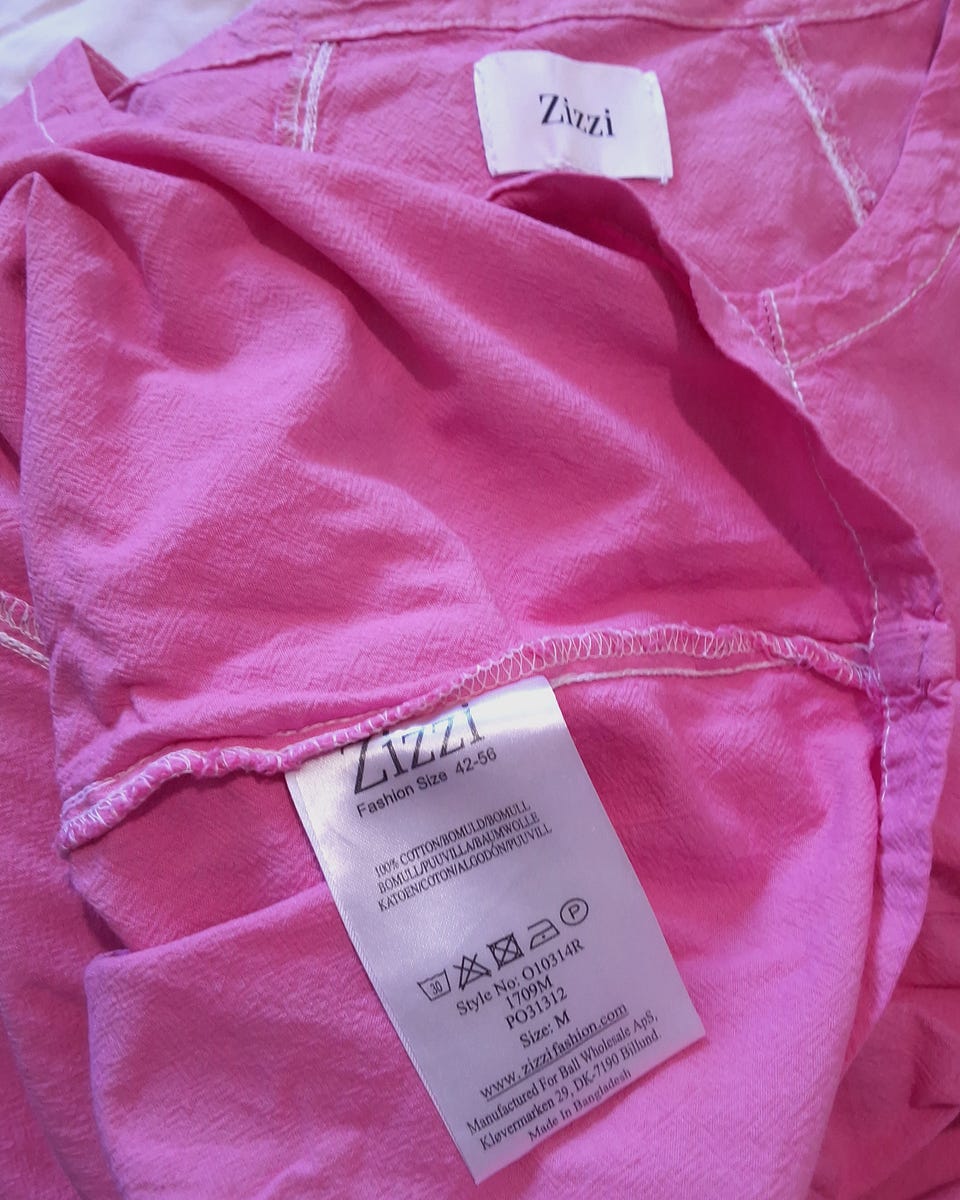 Zizzi
Zizzi
Fashion Size 42-56
100% COTTON/BOMULD/BOMULL
BOMULL/PUUVILLA/BAUMWOLLE
KATOEN/COTON/ALGODÓN/PUUVILL
30 P
Style No: O10314R
1709M
PO31312
Size: M
www.zizzifashion.com
Manufactured For Ball Wholesale ApS,
Kløvermarken 29, DK-7190 Billund
Made In Bangladesh